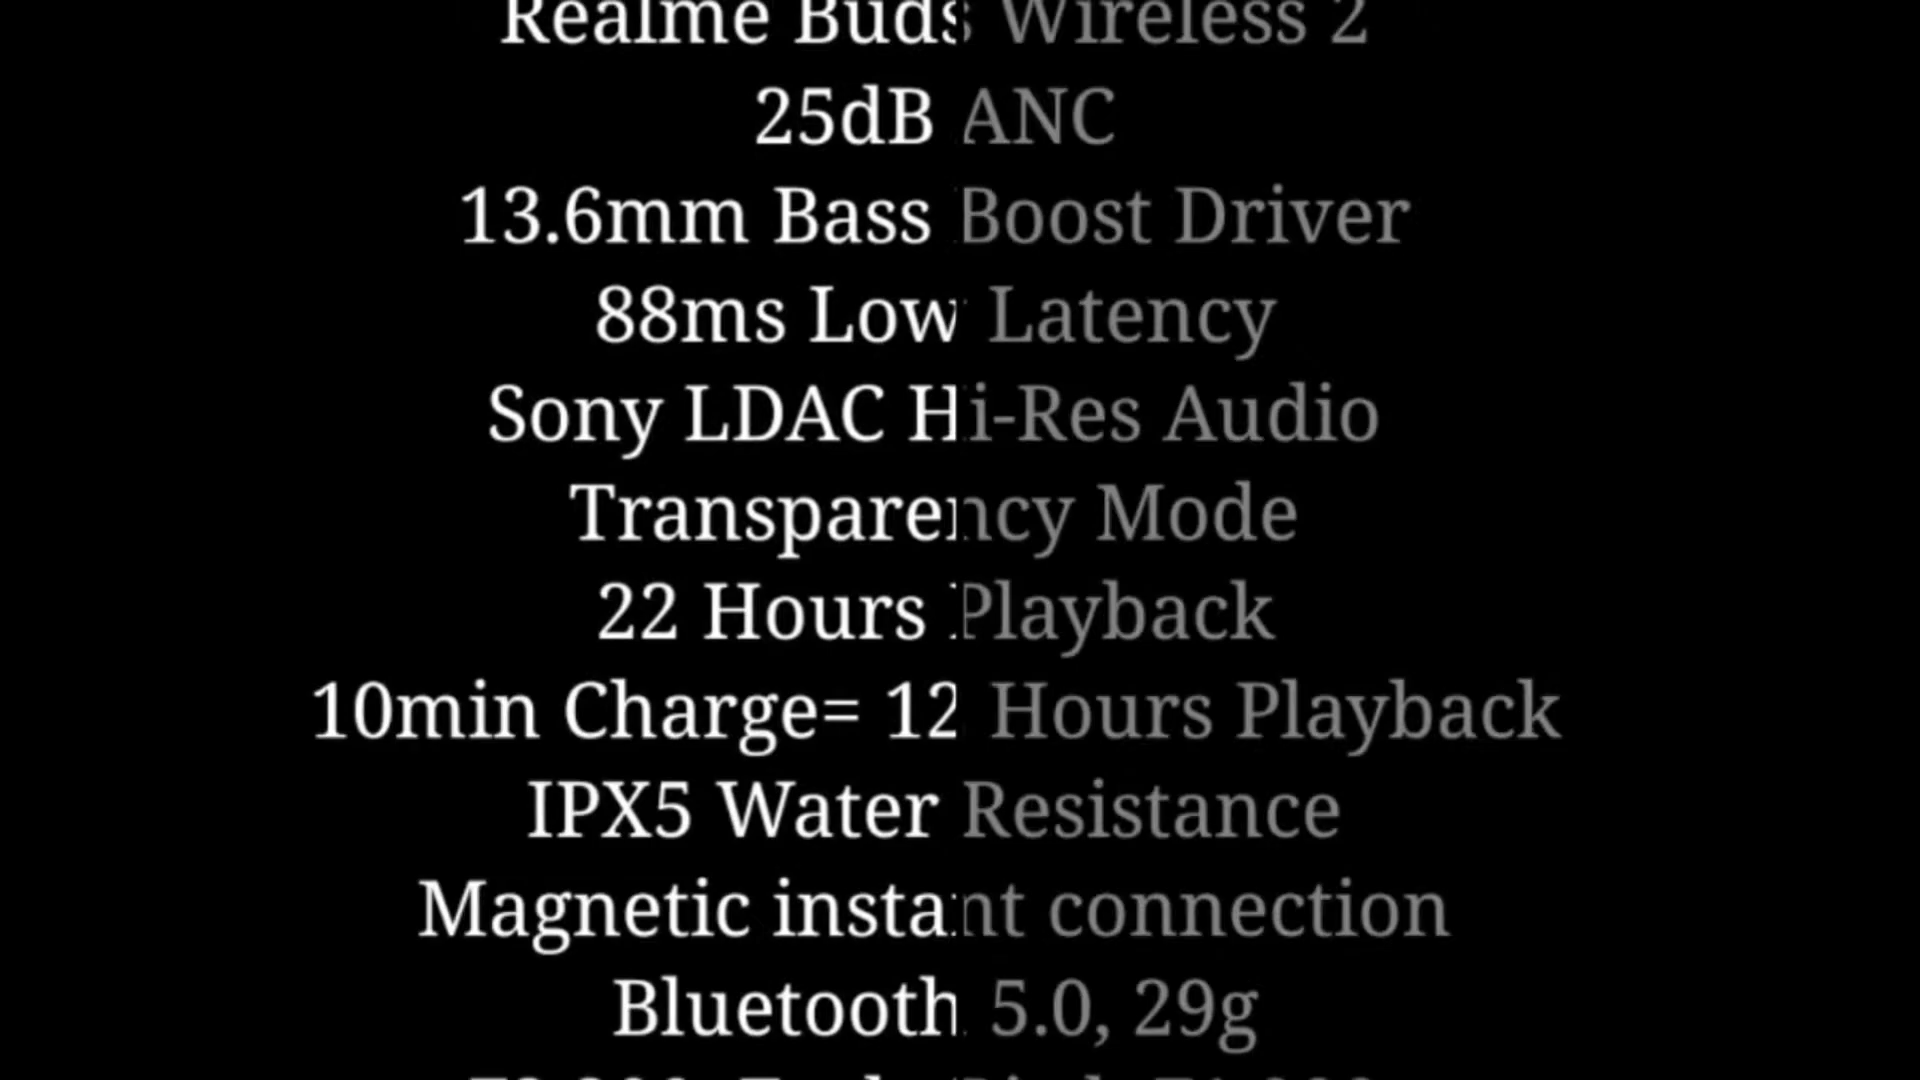 Realme Buds Wireless 2
25dB ANC
13.6mm Bass Boost Driver
88ms Low Latency
Sony LDAC Hi-Res Audio
Transparency Mode
22 Hours Playback
10min Charge= 12 Hours Playback
IPX5 Water Resistance
Magnetic instant connection
Bluetooth 5.0, 29g